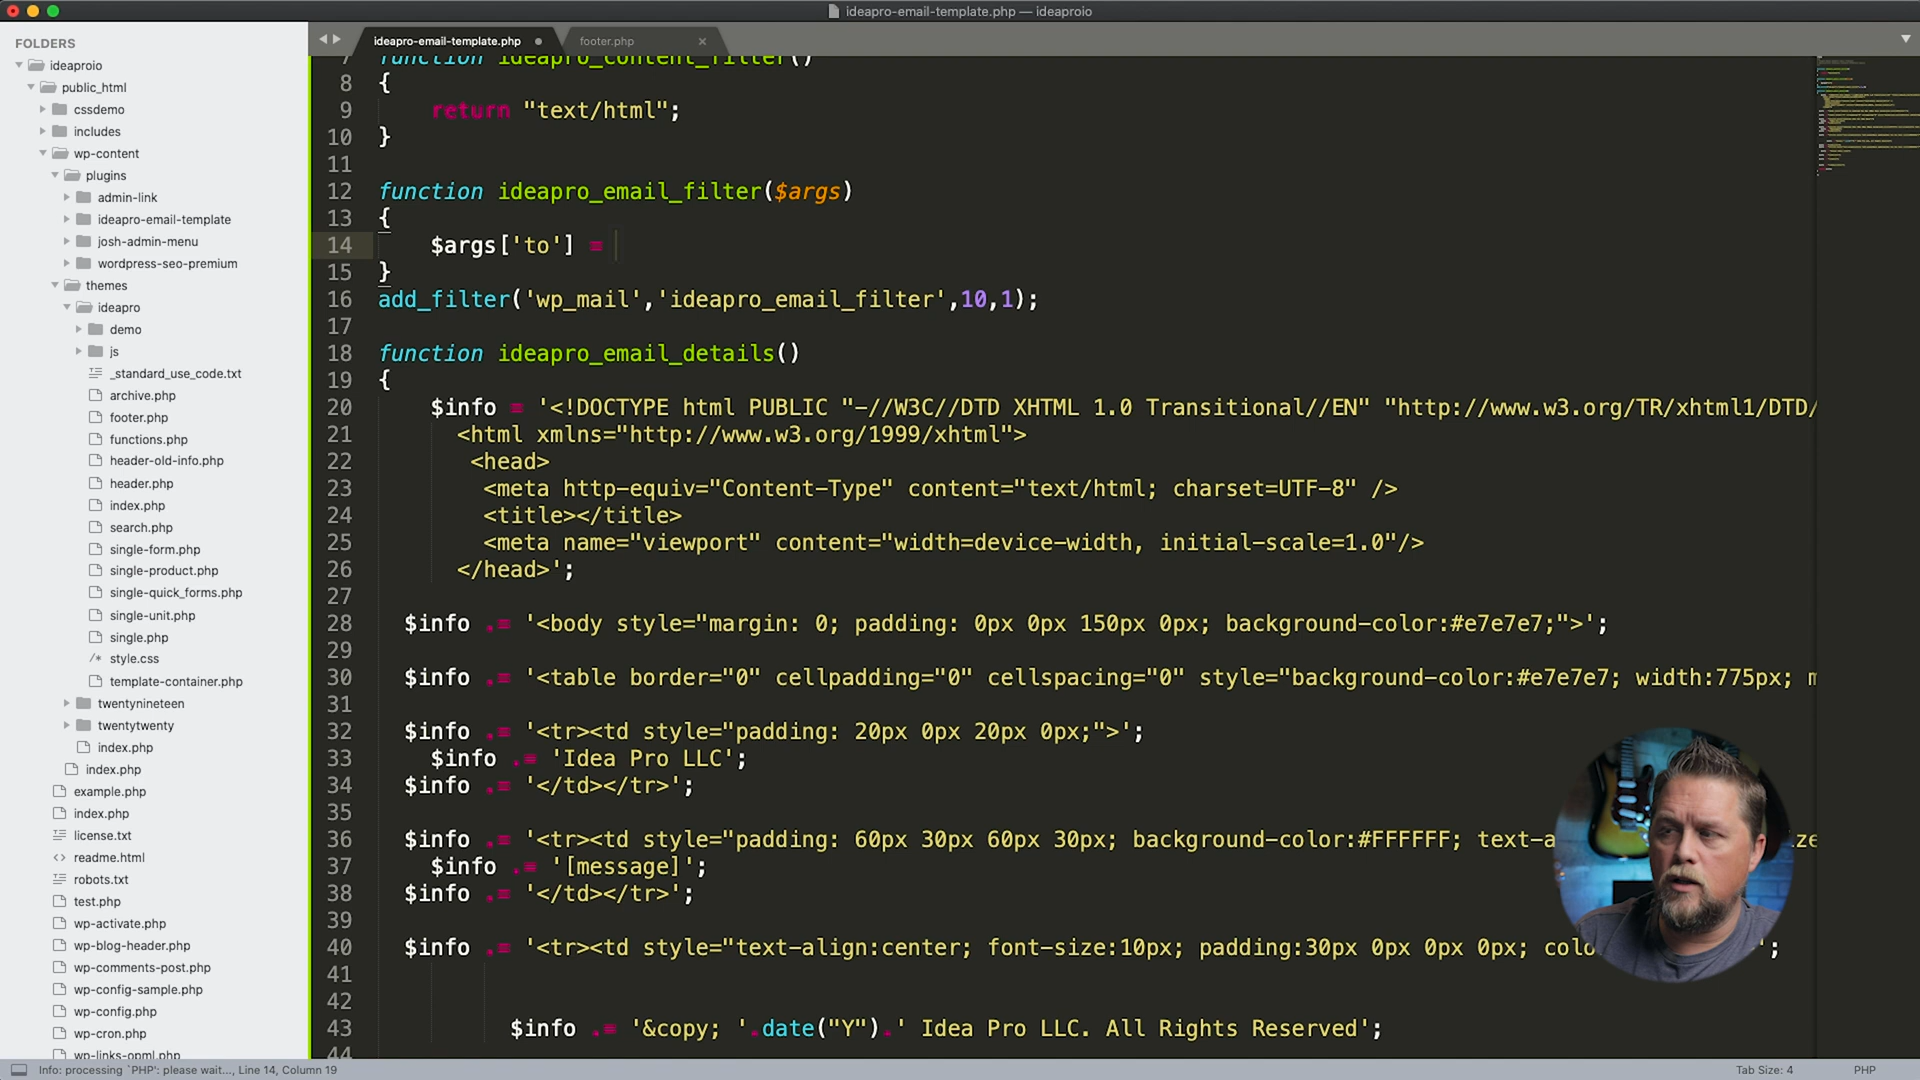 ideapro-email-template.php — ideaproio
FOLDERS
ideaproio
public_html
cssdemo
includes
wp-content
plugins
admin-link
ideapro-email-template
josh-admin-menu
wordpress-seo-premium
themes
ideapro
demo
js
_standard_use_code.txt
archive.php
footer.php
functions.php
header-old-info.php
header.php
index.php
search.php
single-form.php
single-product.php
single-quick_forms.php
single-unit.php
single.php
/* style.css
template-container.php
twentynineteen
twentytwenty
index.php
index.php
example.php
index.php
license.txt
<> readme.html
robots.txt
test.php
wp-activate.php
wp-blog-header.php
wp-comments-post.php
wp-config-sample.php
wp-config.php
wp-cron.php
wp-links-opml.php
ideapro-email-template.php
footer.php
7 function ideapro_content_filter()
8 {
9 return "text/html";
10 }
11
12 function ideapro_email_filter($args)
13 {
14 $args['to'] =
15 }
16 add_filter('wp_mail','ideapro_email_filter',10,1);
17
18 function ideapro_email_details()
19 {
20 $info = '<!DOCTYPE html PUBLIC "-//W3C//DTD XHTML 1.0 Transitional//EN" "http://www.w3.org/TR/xhtml1/DTD/
21 <html xmlns="http://www.w3.org/1999/xhtml">
22 <head>
23 <meta http-equiv="Content-Type" content="text/html; charset=UTF-8" />
24 <title></title>
25 <meta name="viewport" content="width=device-width, initial-scale=1.0"/>
26 </head>';
27
28 $info .= '<body style="margin: 0; padding: 0px 0px 150px 0px; background-color:#e7e7e7;">';
29
30 $info .= '<table border="0" cellpadding="0" cellspacing="0" style="background-color:#e7e7e7; width:775px; m
31
32 $info .= '<tr><td style="padding: 20px 0px 20px 0px;">';
33 $info .= 'Idea Pro LLC';
34 $info .= '</td></tr>';
35
36 $info .= '<tr><td style="padding: 60px 30px 60px 30px; background-color:#FFFFFF; text-a ize
37 $info .= '[message]';
38 $info .= '</td></tr>';
39
40 $info .= '<tr><td style="text-align:center; font-size:10px; padding:30px 0px 0px 0px; colo ';
41
42
43 $info .= '&copy; '.date("Y").' Idea Pro LLC. All Rights Reserved';
44
Info: processing `PHP': please wait..., Line 14, Column 19
Tab Size: 4
PHP